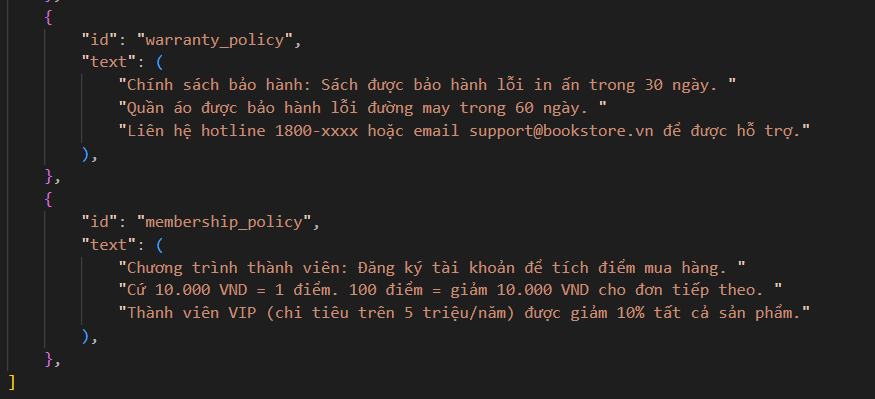 },
{
"id": "warranty_policy",
"text": (
"Chính sách bảo hành: Sách được bảo hành lỗi in ấn trong 30 ngày. "
"Quần áo được bảo hành lỗi đường may trong 60 ngày. "
"Liên hệ hotline 1800-xxxx hoặc email support@bookstore.vn để được hỗ trợ."
),
},
{
"id": "membership_policy",
"text": (
"Chương trình thành viên: Đăng ký tài khoản để tích điểm mua hàng. "
"Cứ 10.000 VND = 1 điểm. 100 điểm = giảm 10.000 VND cho đơn tiếp theo. "
"Thành viên VIP (chi tiêu trên 5 triệu/năm) được giảm 10% tất cả sản phẩm."
),
},
]